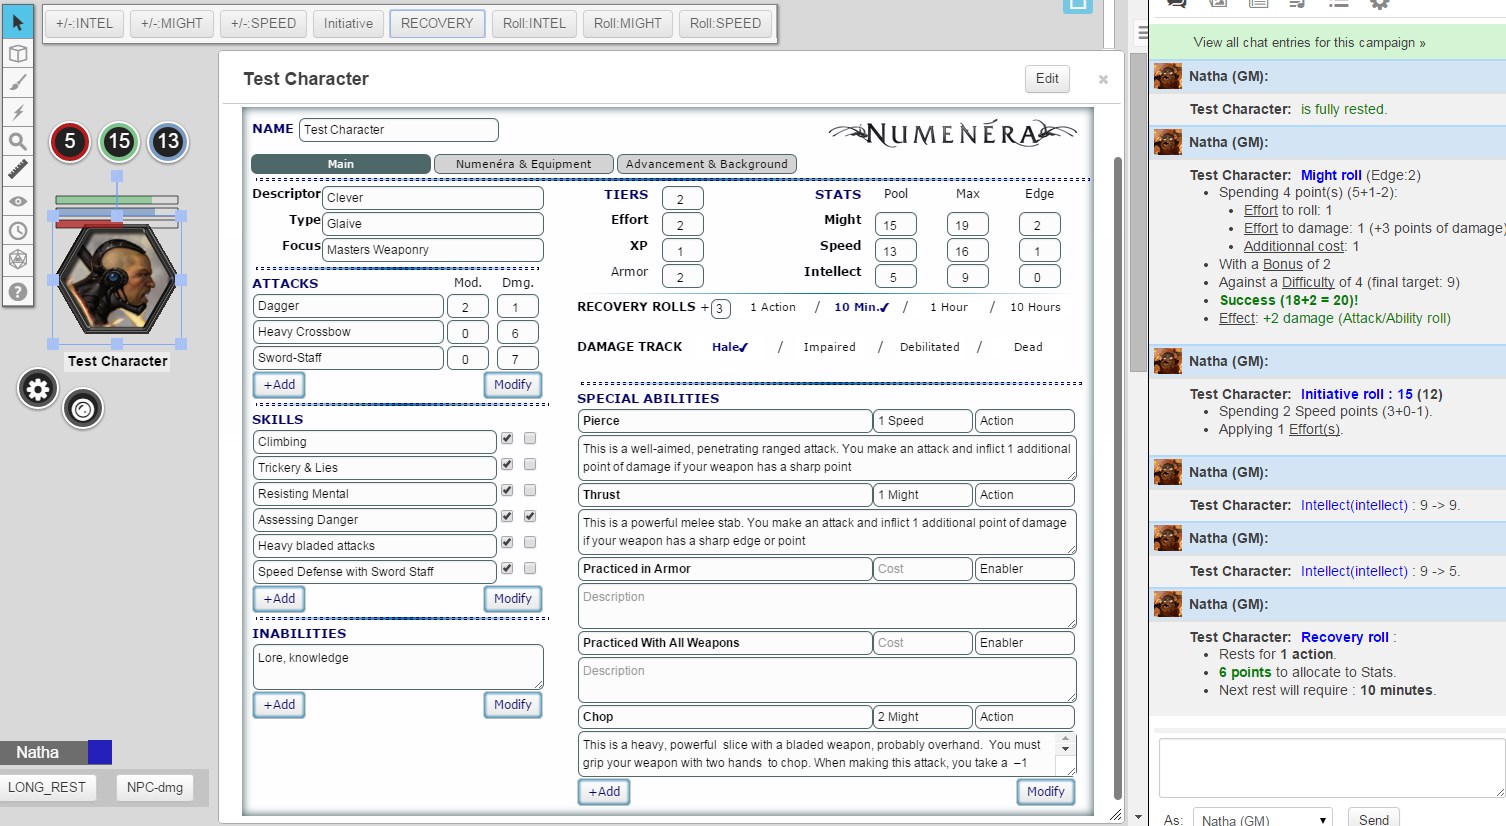 +/-:INTEL
+/-:MIGHT
+/-:SPEED
Initiative
RECOVERY
Roll:INTEL
Roll:MIGHT
Roll:SPEED
5
15
13
Test Character
Natha
LONG_REST
NPC-dmg
Test Character
Edit
×
NAME
Test Character
NUMENÉRA
Main
Numenéra & Equipment
Advancement & Background
Descriptor
Clever
Type
Glaive
Focus
Masters Weaponry
TIERS
2
Effort
2
XP
1
Armor
2
STATS Pool Max Edge
Might 15 19 2
Speed 13 16 1
Intellect 5 9 0
ATTACKS Mod. Dmg.
Dagger 2 1
Heavy Crossbow 0 6
Sword-Staff 0 7
+Add
Modify
RECOVERY ROLLS + 3 1 Action / 10 Min.✔ / 1 Hour / 10 Hours
DAMAGE TRACK Hale✔ / Impaired / Debilitated / Dead
SKILLS
Climbing
Trickery & Lies
Resisting Mental
Assessing Danger
Heavy bladed attacks
Speed Defense with Sword Staff
+Add
Modify
INABILITIES
Lore, knowledge
+Add
Modify
SPECIAL ABILITIES
Pierce 1 Speed Action
This is a well-aimed, penetrating ranged attack. You make an attack and inflict 1 additional
point of damage if your weapon has a sharp point
Thrust 1 Might Action
This is a powerful melee stab. You make an attack and inflict 1 additional point of damage
if your weapon has a sharp edge or point
Practiced in Armor Cost Enabler
Description
Practiced With All Weapons Cost Enabler
Description
Chop 2 Might Action
This is a heavy, powerful slice with a bladed weapon, probably overhand. You must
grip your weapon with two hands to chop. When making this attack, you take a –1
+Add
Modify
View all chat entries for this campaign »
Natha (GM):
Test Character: is fully rested.
Natha (GM):
Test Character: Might roll (Edge:2)
• Spending 4 point(s) (5+1-2):
• Effort to roll: 1
• Effort to damage: 1 (+3 points of damage)
• Additionnal cost: 1
• With a Bonus of 2
• Against a Difficulty of 4 (final target: 9)
• Success (18+2 = 20)!
• Effect: +2 damage (Attack/Ability roll)
Natha (GM):
Test Character: Initiative roll : 15 (12)
• Spending 2 Speed points (3+0-1).
• Applying 1 Effort(s).
Natha (GM):
Test Character: Intellect(intellect) : 9 -> 9.
Natha (GM):
Test Character: Intellect(intellect) : 9 -> 5.
Natha (GM):
Test Character: Recovery roll :
• Rests for 1 action.
• 6 points to allocate to Stats.
• Next rest will require : 10 minutes.
As:
Natha (GM)
Send